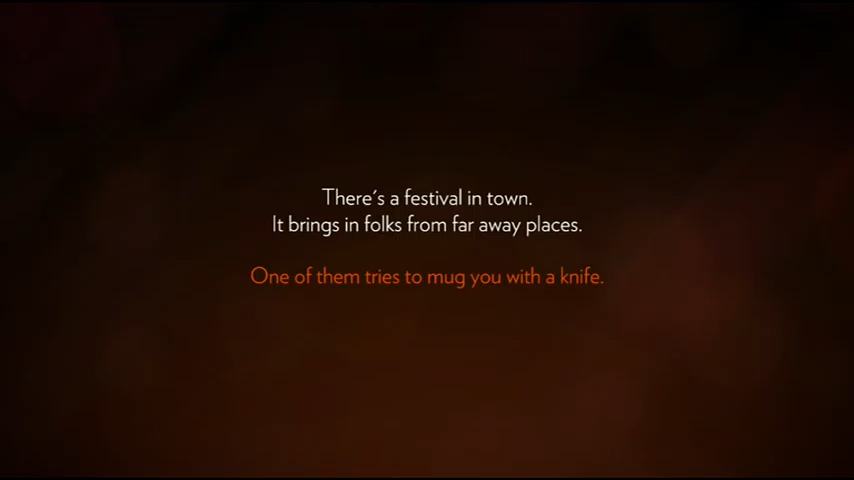 There's a festival in town.
It brings in folks from far away places.
One of them tries to mug you with a knife.